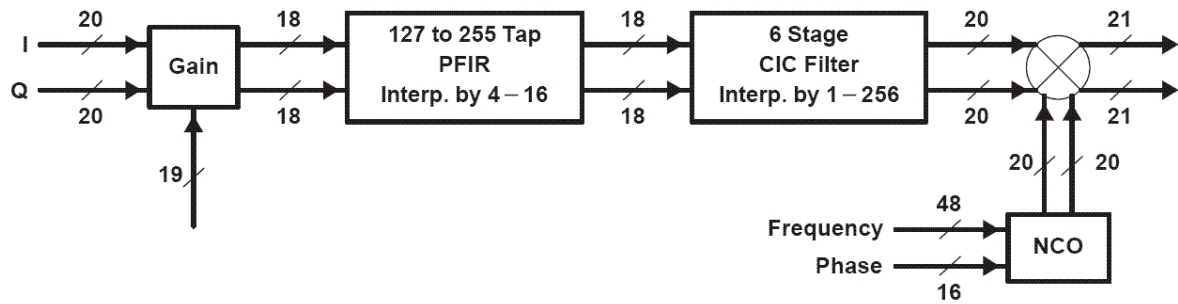 20
18
18
20
21
I
Gain
127 to 255 Tap
PFIR
Interp. by 4 – 16
6 Stage
CIC Filter
Interp. by 1 – 256
Q
20
18
18
20
21
19
20
20
48
Frequency
NCO
Phase
16